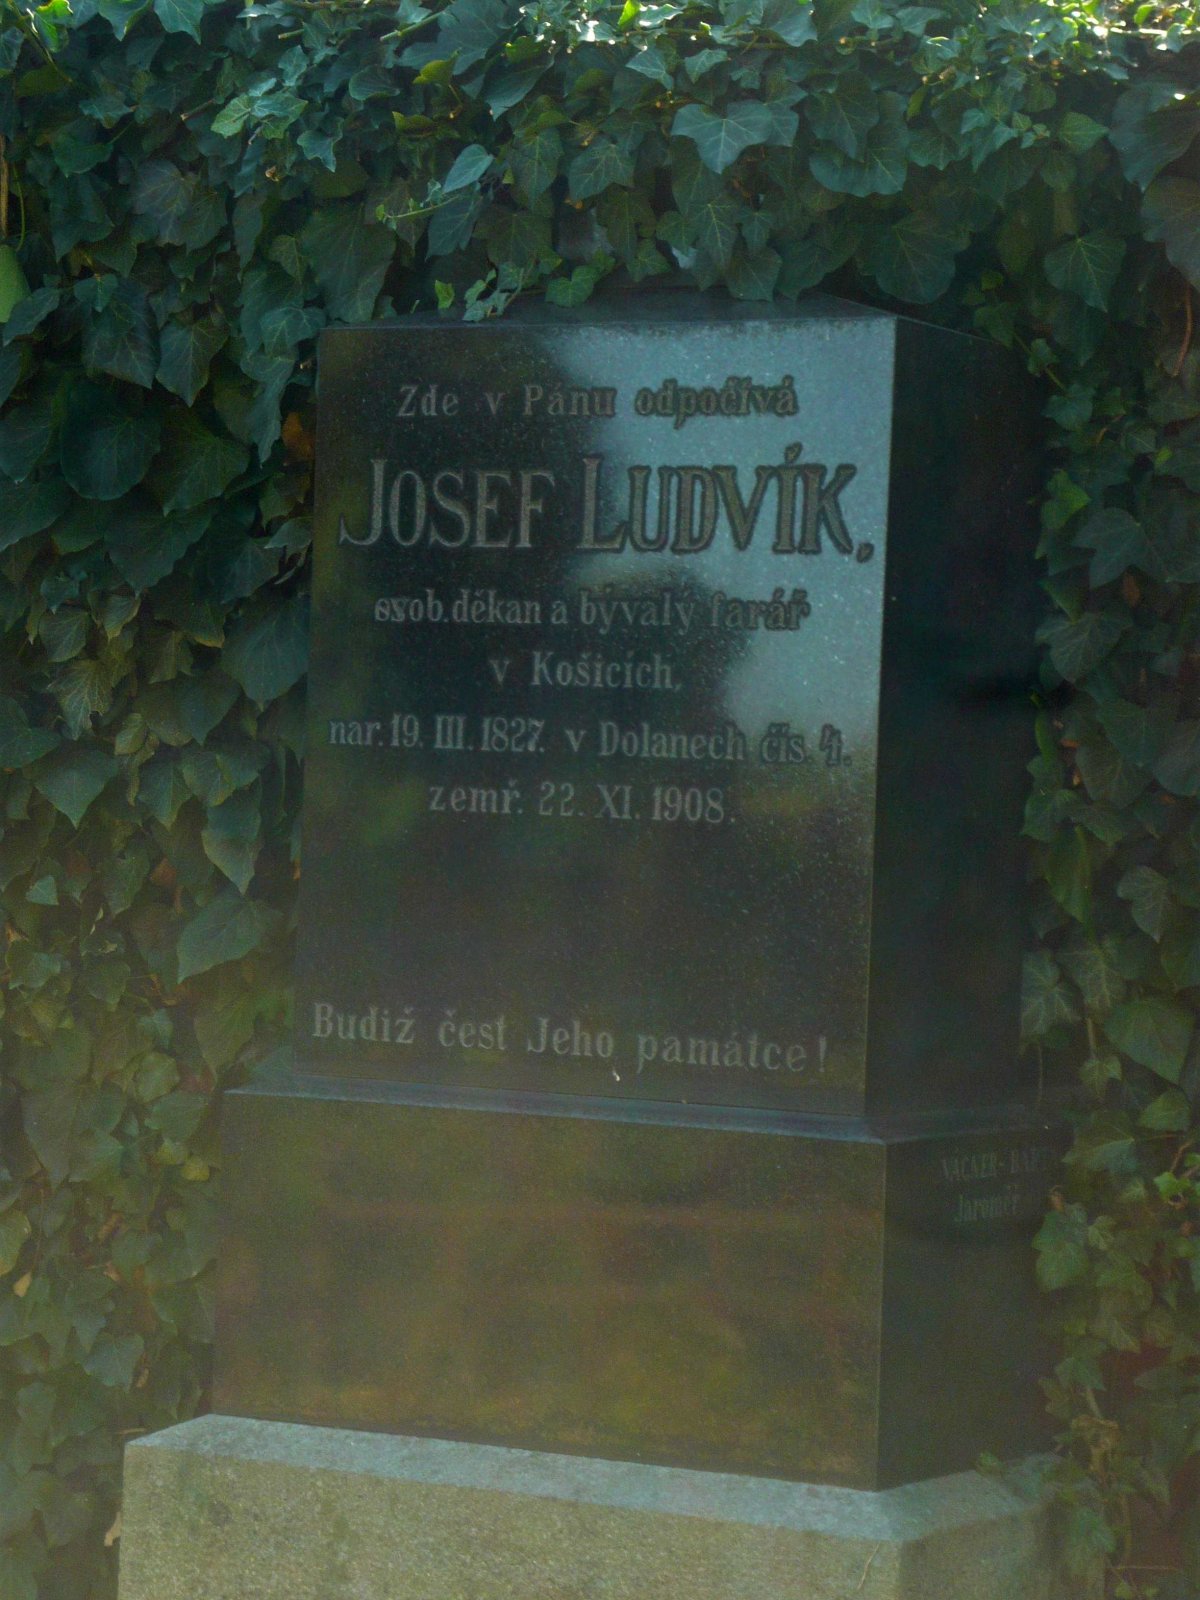 Zde v Pánu odpočívá
JOSEF LUDVÍK,
osob. děkan a bývalý farář
v Košicích,
nar. 19. III. 1827. v Dolanech čís. 4.
zemř. 22. XI. 1908.
Budiž čest Jeho památce!
Jaroměř